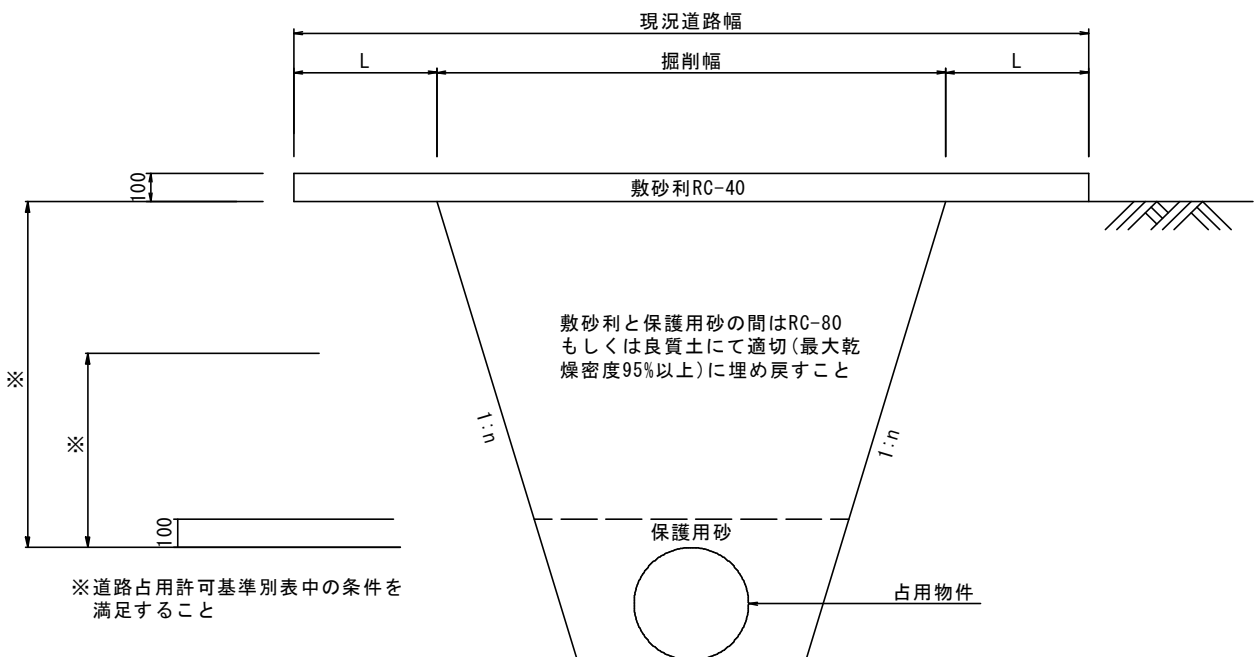 現況道路幅
L
掘削幅
L
100
敷砂利RC-40
敷砂利と保護用砂の間はRC-80
もしくは良質土にて適切(最大乾
燥密度95%以上)に埋め戻すこと
※
※
1:n
1:n
100
保護用砂
※道路占用許可基準別表中の条件を
満足すること
占用物件